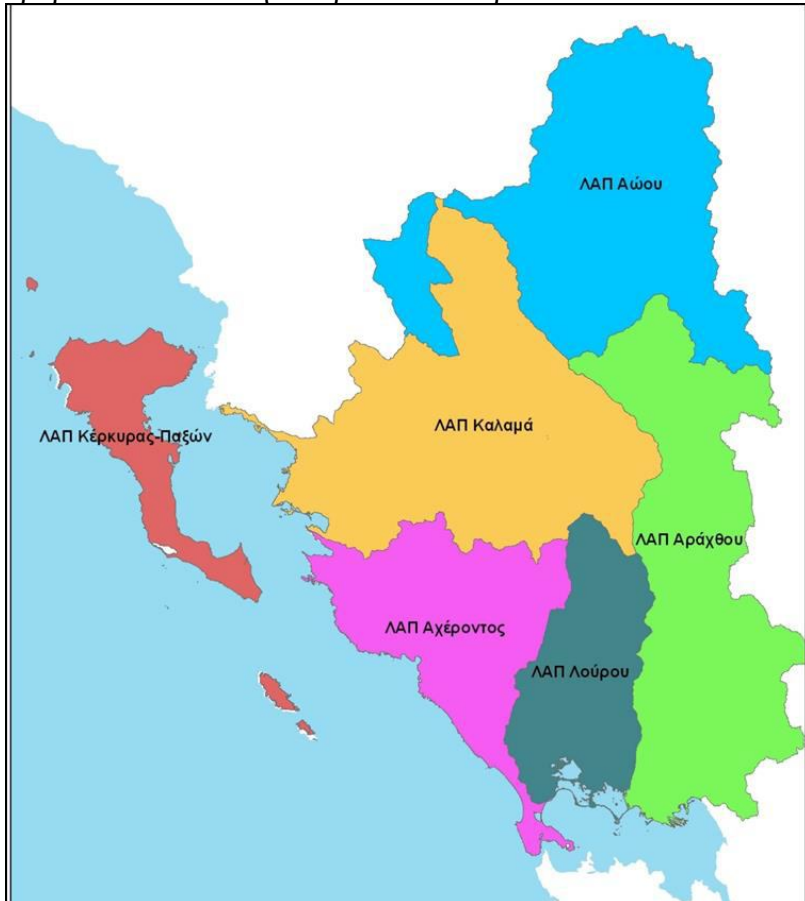 ΛΑΠ Αώου
ΛΑΠ Κέρκυρας-Παξών
ΛΑΠ Καλαμά
ΛΑΠ Αράχθου
ΛΑΠ Αχέροντος
ΛΑΠ Λούρου